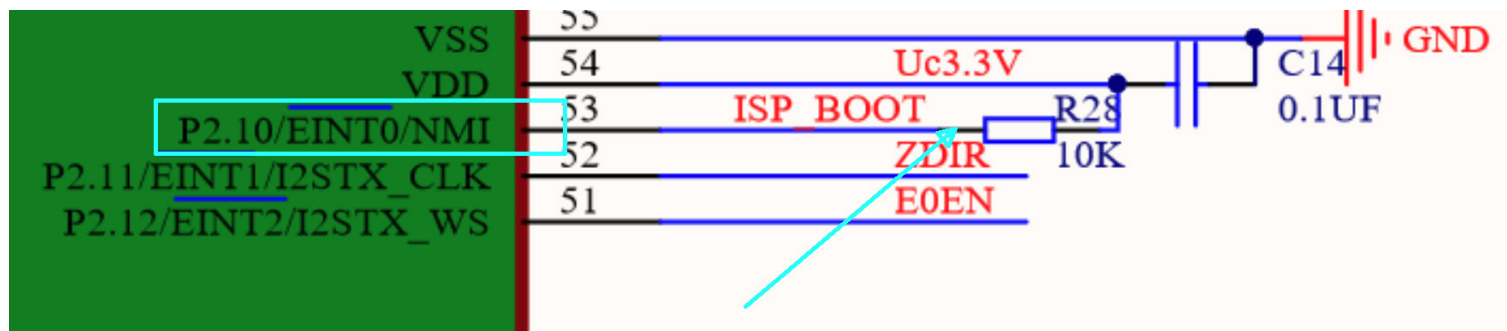 VSS 55 GND
VDD 54 Uc3.3V C14
P2.10/EINT0/NMI 53 ISP_BOOT R28 0.1UF
P2.11/EINT1/I2STX_CLK 52 ZDIR 10K
P2.12/EINT2/I2STX_WS 51 E0EN